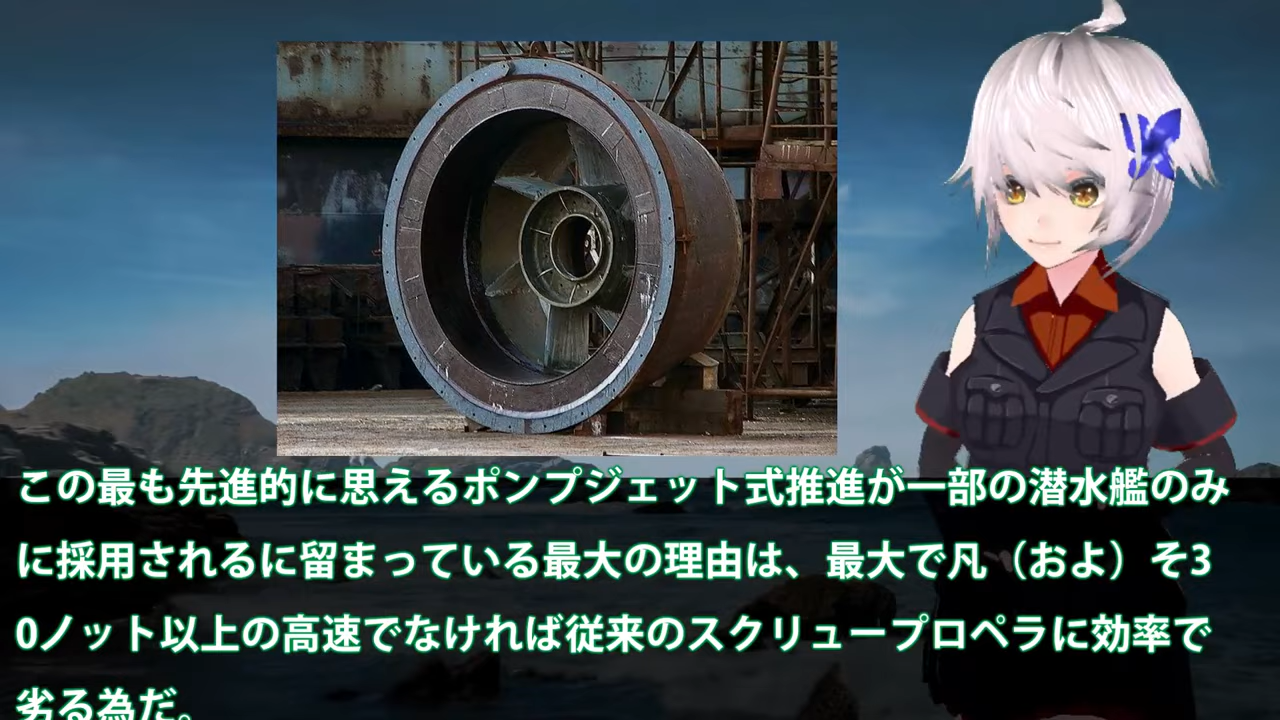 この最も先進的に思えるポンプジェット式推進が一部の潜水艦のみ
に採用されるに留まっている最大の理由は、最大で凡（およ）そ3
0ノット以上の高速でなければ従来のスクリュープロペラに効率で
劣る為だ。